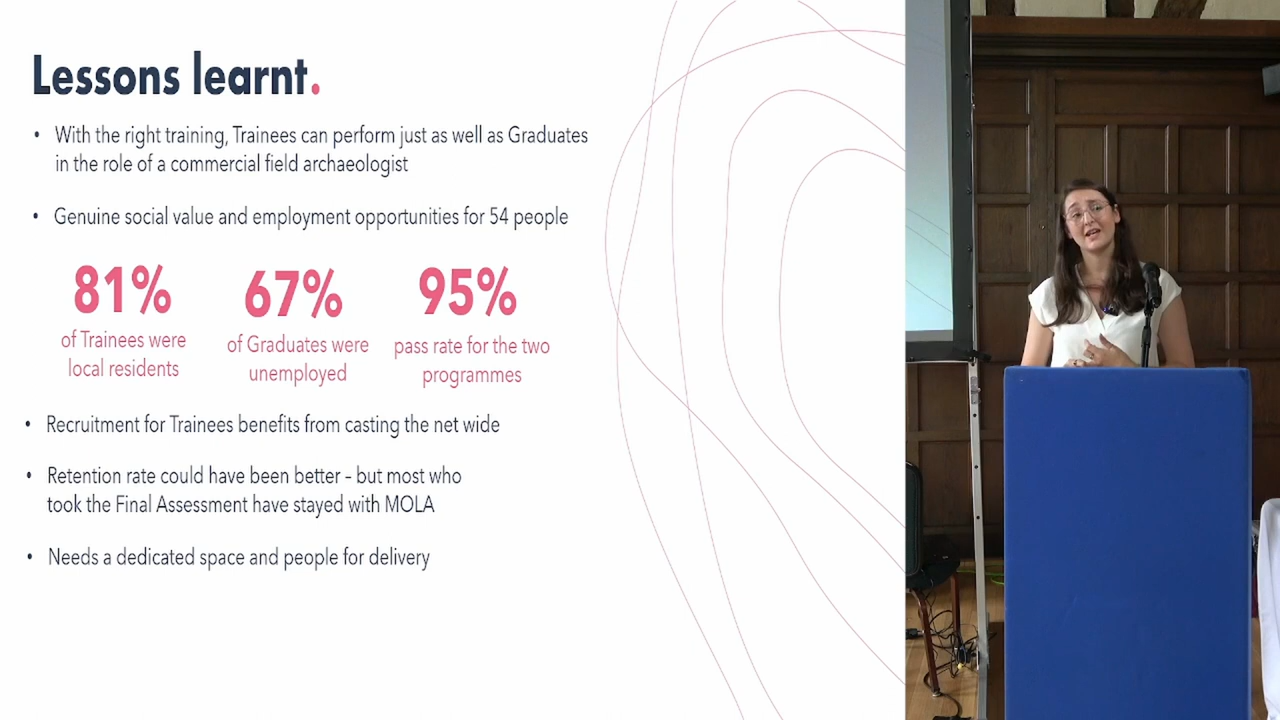 Lessons learnt.
• With the right training, Trainees can perform just as well as Graduates
in the role of a commercial field archaeologist
• Genuine social value and employment opportunities for 54 people
81%
of Trainees were
local residents
67%
of Graduates were
unemployed
95%
pass rate for the two
programmes
• Recruitment for Trainees benefits from casting the net wide
• Retention rate could have been better – but most who
took the Final Assessment have stayed with MOLA
• Needs a dedicated space and people for delivery